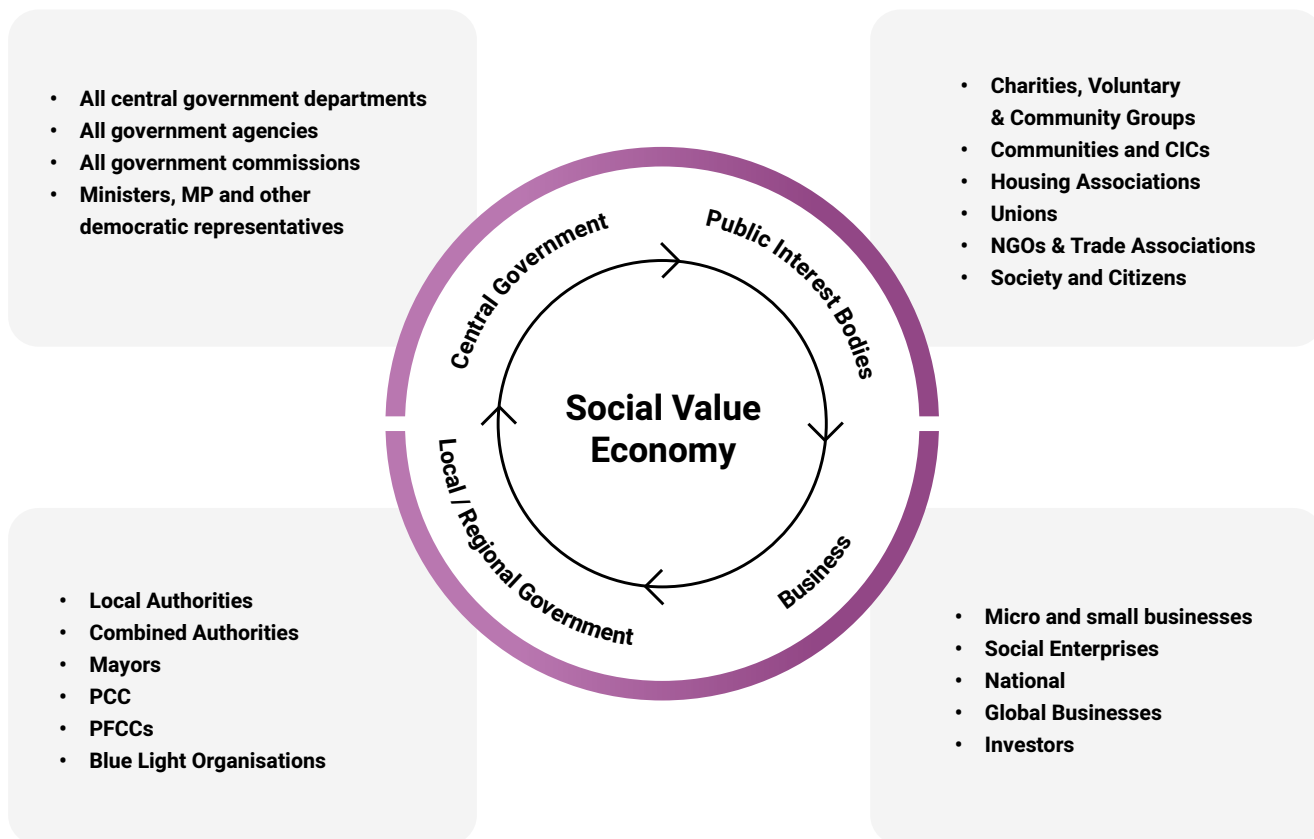 • All central government departments
• All government agencies
• All government commissions
• Ministers, MP and other
democratic representatives
• Charities, Voluntary
& Community Groups
• Communities and CICs
• Housing Associations
• Unions
• NGOs & Trade Associations
• Society and Citizens
Central Government
Public Interest Bodies
Social Value
Economy
Local / Regional Government
Business
• Local Authorities
• Combined Authorities
• Mayors
• PCC
• PFCCs
• Blue Light Organisations
• Micro and small businesses
• Social Enterprises
• National
• Global Businesses
• Investors